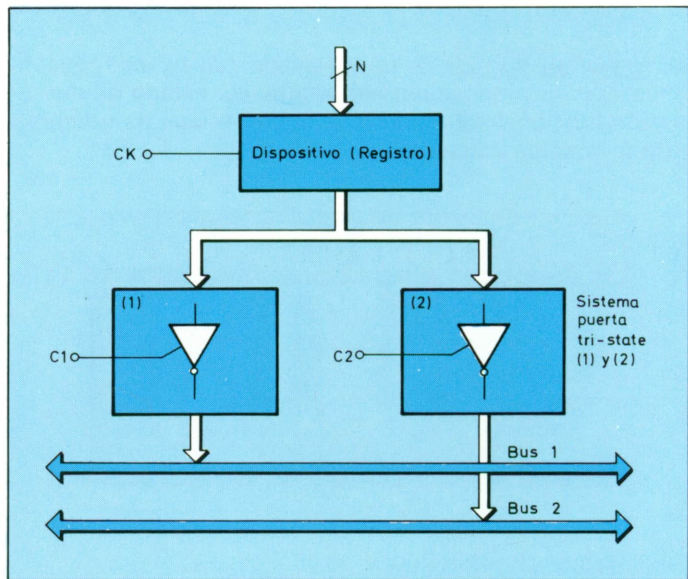 N
CK
Dispositivo (Registro)
(1)
(2)
C1
C2
Sistema
puerta
tri-state
(1) y (2)
Bus 1
Bus 2